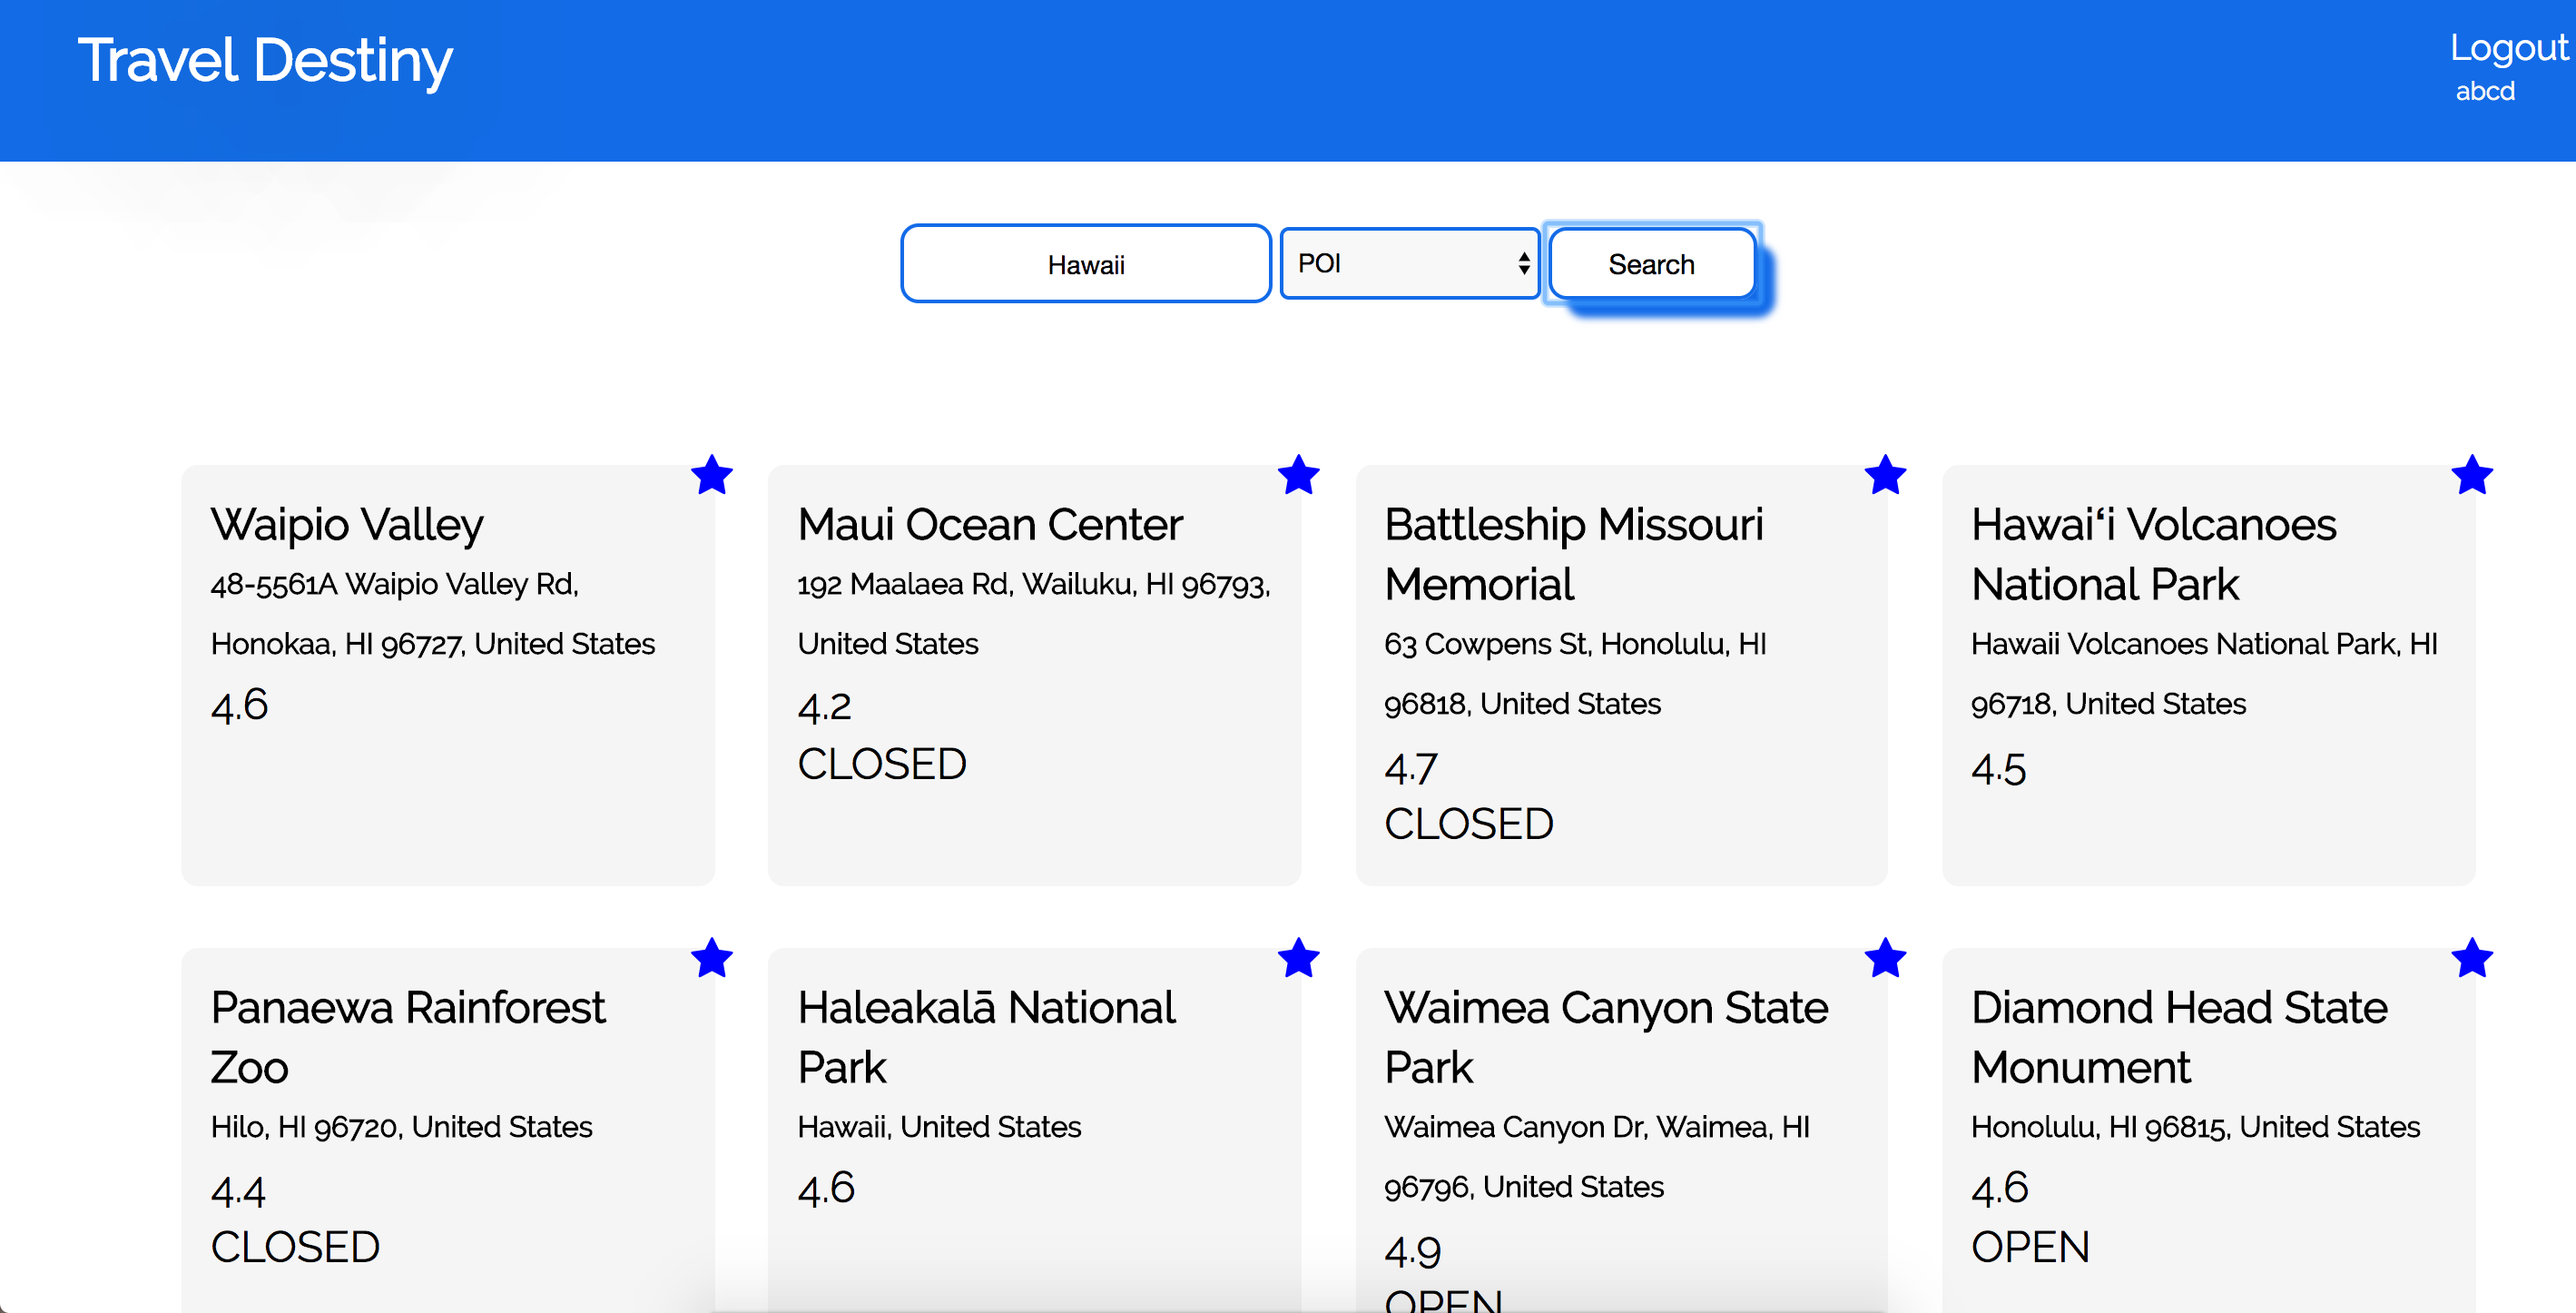 Travel Destiny
Logout
abcd
Hawaii
POI
Search
Waipio Valley
48-5561A Waipio Valley Rd,
Honokaa, HI 96727, United States
4.6
Maui Ocean Center
192 Maalaea Rd, Wailuku, HI 96793,
United States
4.2
CLOSED
Battleship Missouri
Memorial
63 Cowpens St, Honolulu, HI
96818, United States
4.7
CLOSED
Hawaiʻi Volcanoes
National Park
Hawaii Volcanoes National Park, HI
96718, United States
4.5
Panaewa Rainforest
Zoo
Hilo, HI 96720, United States
4.4
CLOSED
Haleakalā National
Park
Hawaii, United States
4.6
Waimea Canyon State
Park
Waimea Canyon Dr, Waimea, HI
96796, United States
4.9
OPEN
Diamond Head State
Monument
Honolulu, HI 96815, United States
4.6
OPEN